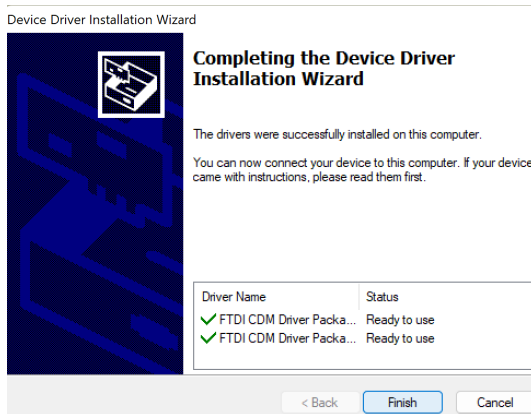 Device Driver Installation Wizard
Completing the Device Driver
Installation Wizard
The drivers were successfully installed on this computer.
You can now connect your device to this computer. If your device
came with instructions, please read them first.
Driver Name Status
FTDI CDM Driver Packa... Ready to use
FTDI CDM Driver Packa... Ready to use
< Back Finish Cancel